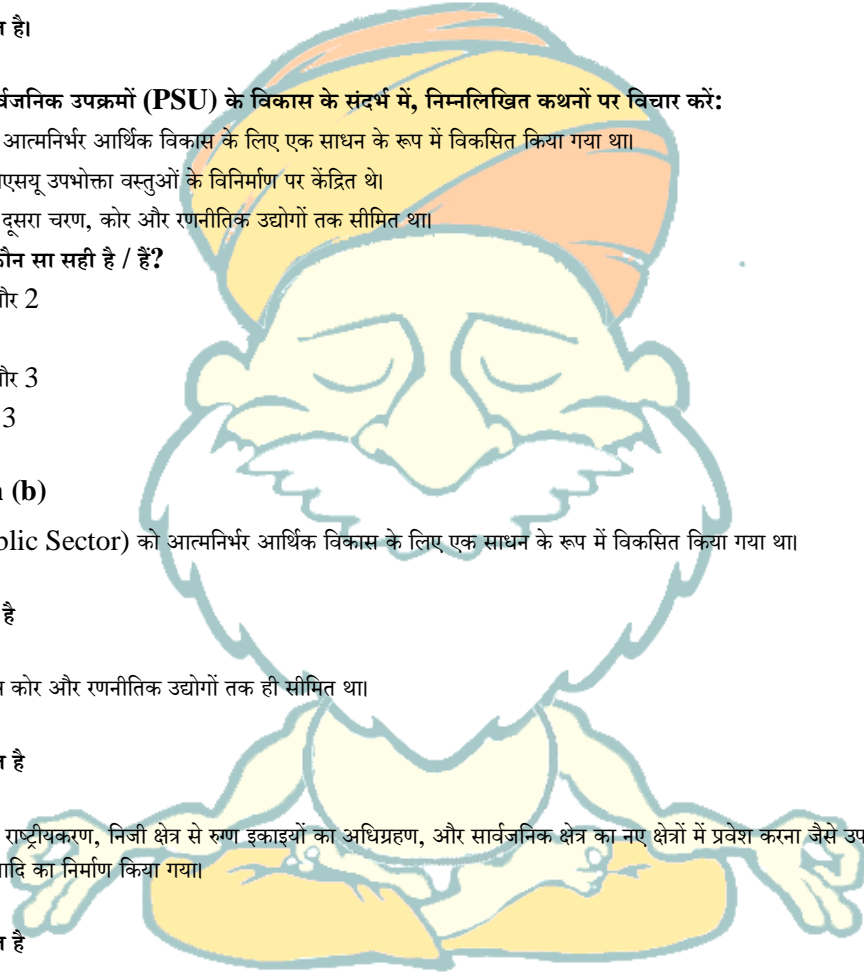 त है।
र्वजनिक उपक्रमों (PSU) के विकास के संदर्भ में, निम्नलिखित कथनों पर विचार करें:
आत्मनिर्भर आर्थिक विकास के लिए एक साधन के रूप में विकसित किया गया था।
एसयू उपभोक्ता वस्तुओं के विनिर्माण पर केंद्रित थे।
दूसरा चरण, कोर और रणनीतिक उद्योगों तक सीमित था।
कौन सा सही है / हैं?
और 2
और 3
3
(b)
blic Sector) को आत्मनिर्भर आर्थिक विकास के लिए एक साधन के रूप में विकसित किया गया था।
है
कोर और रणनीतिक उद्योगों तक ही सीमित था।
त है
राष्ट्रीयकरण, निजी क्षेत्र से रुग्ण इकाइयों का अधिग्रहण, और सार्वजनिक क्षेत्र का नए क्षेत्रों में प्रवेश करना जैसे उप
ादि का निर्माण किया गया।
त है